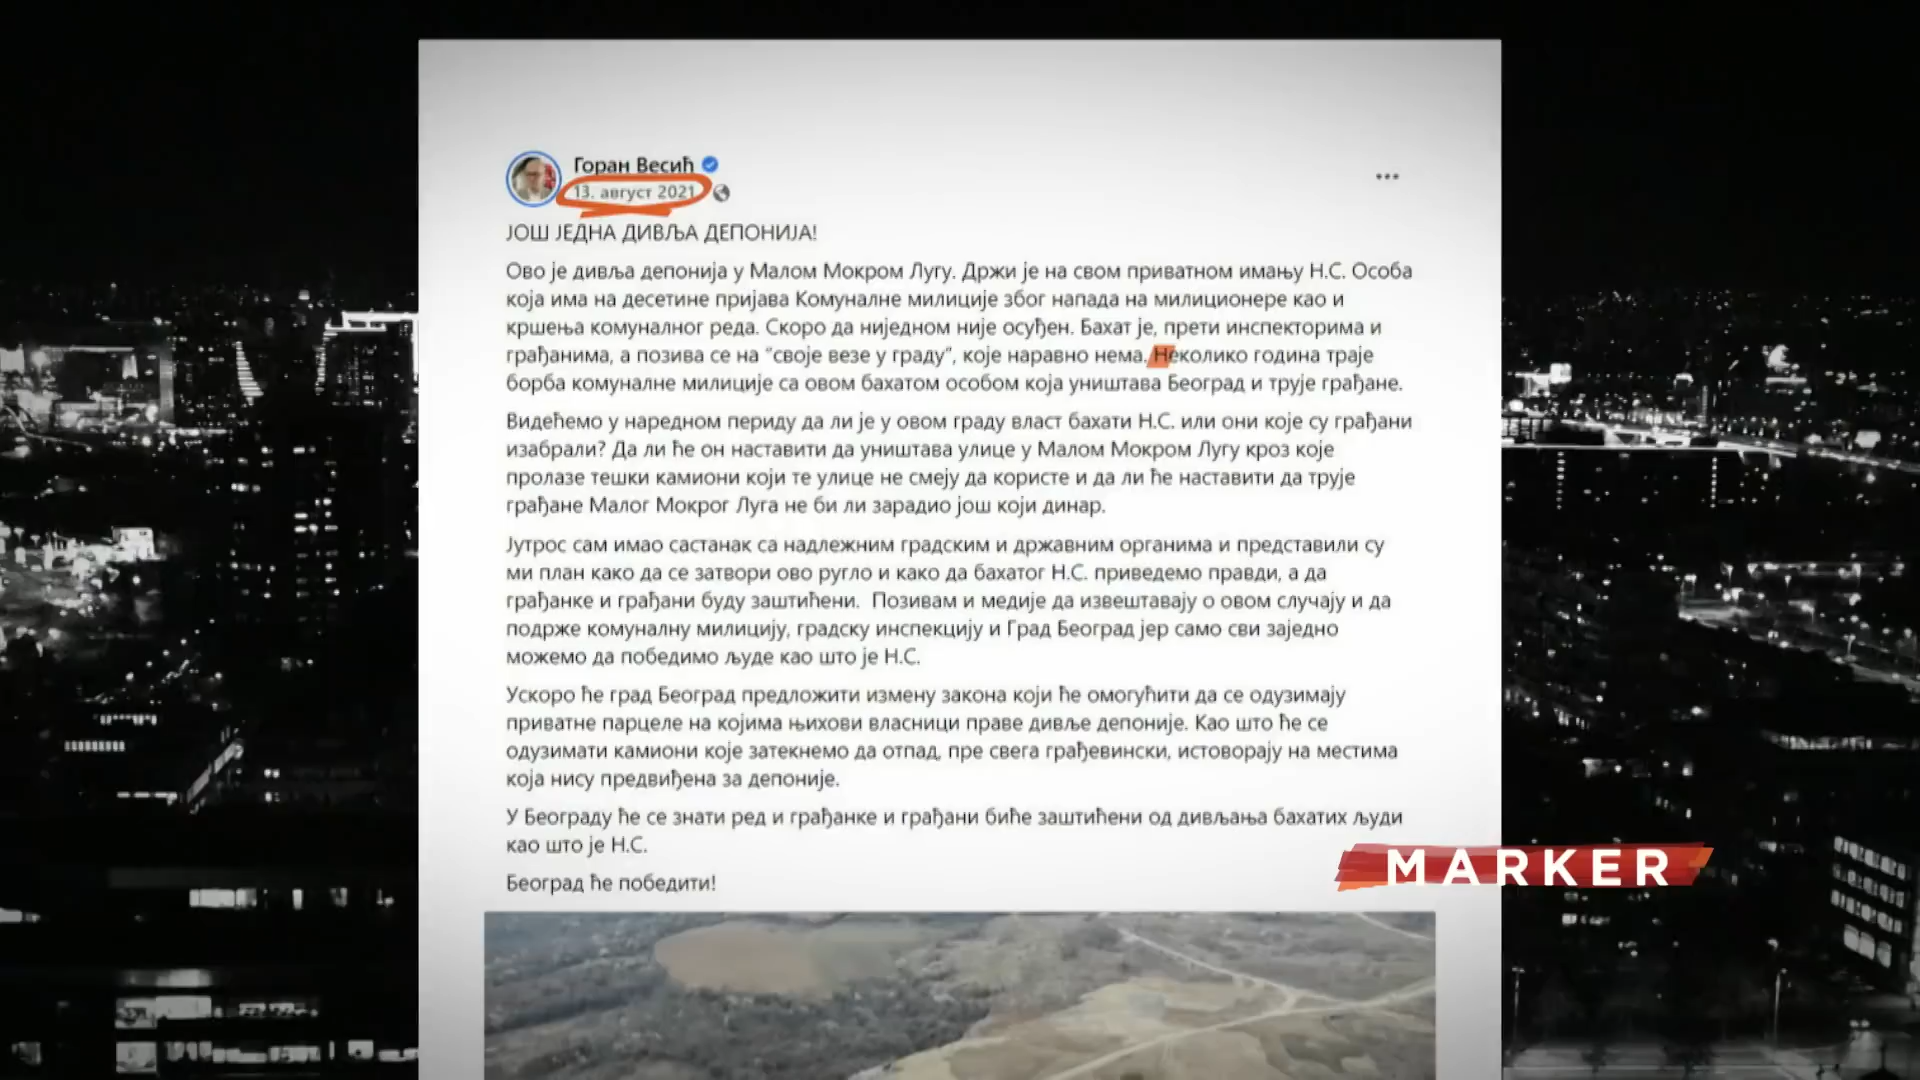 Горан Весић
13. август 2021
ЈОШ ЈЕДНА ДИВЉА ДЕПОНИЈА!
Ово је дивља депонија у Малом Мокром Лугу. Држи је на свом приватном имању Н.С. Особа
која има на десетине пријава Комуналне милиције због напада на милиционере као и
кршења комуналног реда. Скоро да ниједном није осуђен. Бахат је, прети инспекторима и
грађанима, а позива се на "своје везе у граду", које наравно нема. Неколико година траје
борба комуналне милиције са овом бахатом особом која уништава Београд и трује грађане.
Видећемо у наредном периду да ли је у овом граду власт бахати Н.С. или они које су грађани
изабрали? Да ли ће он наставити да уништава улице у Малом Мокром Лугу кроз које
пролазе тешки камиони који те улице не смеју да користе и да ли ће наставити да трује
грађане Малог Мокрог Луга не би ли зарадио још који динар.
Јутрос сам имао састанак са надлежним градским и државним органима и представили су
ми план како да се затвори ово ругло и како да бахатог Н.С. приведемо правди, а да
грађанке и грађани буду заштићени. Позивам и медије да извештавају о овом случају и да
подрже комуналну милицију, градску инспекцију и Град Београд јер само сви заједно
можемо да победимо људе као што је Н.С.
Ускоро ће град Београд предложити измену закона који ће омогућити да се одузимају
приватне парцеле на којима њихови власници праве дивље депоније. Као што ће се
одузимати камиони које затекнемо да отпад, пре свега грађевински, истоворају на местима
која нису предвиђена за депоније.
У Београду ће се знати ред и грађанке и грађани биће заштићени од дивљања бахатих људи
као што је Н.С.
Београд ће победити!
MARKER